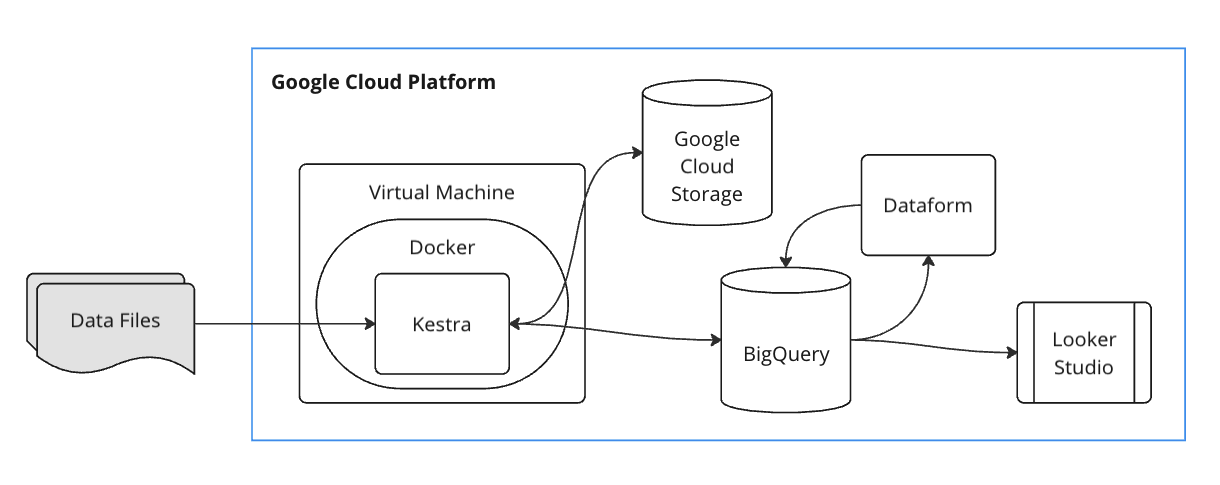 Google Cloud Platform
Google
Cloud
Storage
Virtual Machine
Dataform
Docker
Data Files
Kestra
BigQuery
Looker
Studio